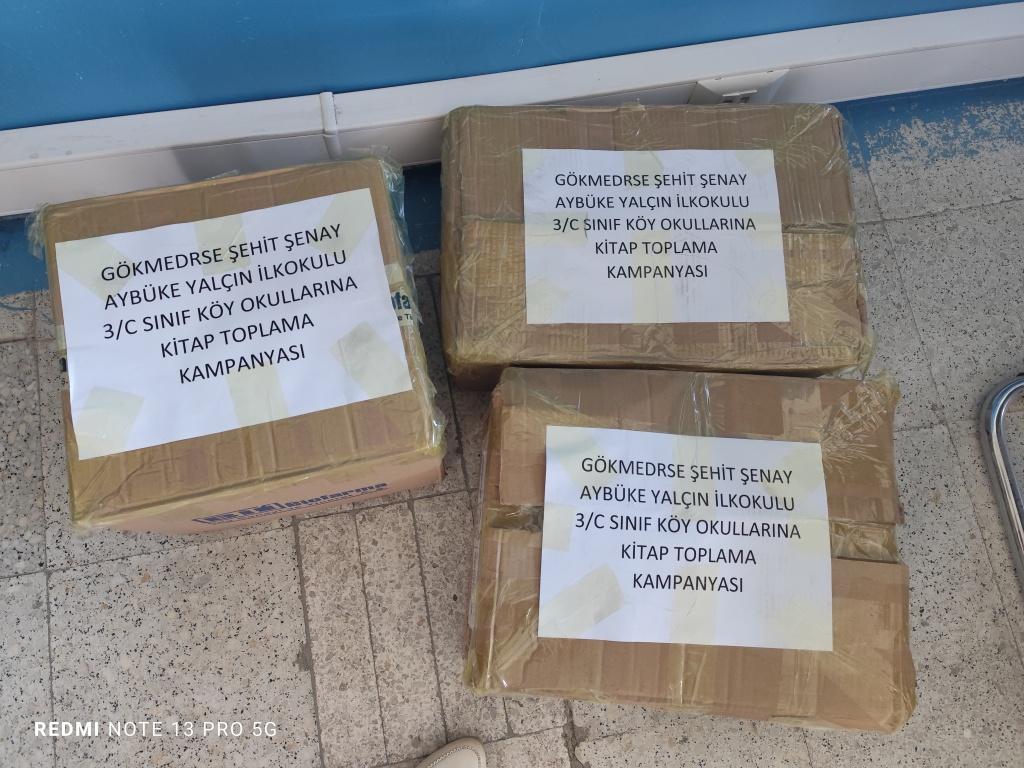 GÖKMEDRSE ŞEHİT ŞENAY
AYBÜKE YALÇIN İLKOKULU
3/C SINIF KÖY OKULLARINA
KİTAP TOPLAMA
KAMPANYASI
GÖKMEDRSE ŞEHİT ŞENAY
AYBÜKE YALÇIN İLKOKULU
3/C SINIF KÖY OKULLARINA
KİTAP TOPLAMA
KAMPANYASI
GÖKMEDRSE ŞEHİT ŞENAY
AYBÜKE YALÇIN İLKOKULU
3/C SINIF KÖY OKULLARINA
KİTAP TOPLAMA
KAMPANYASI
Biofarma
REDMI NOTE 13 PRO 5G